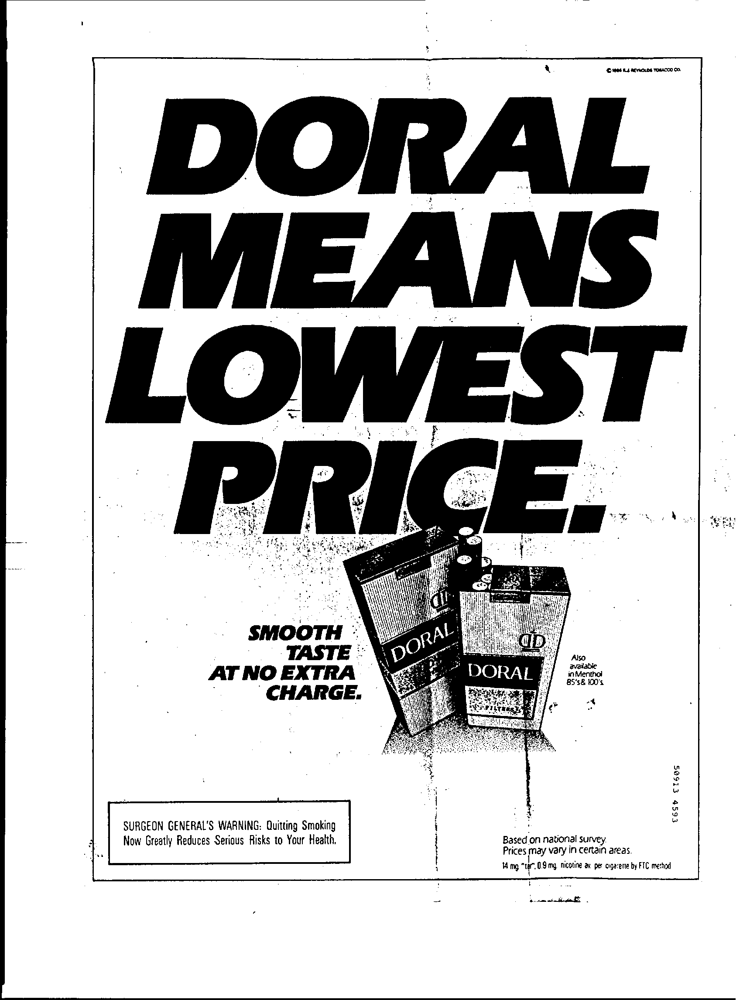 R.J. REYNOLDS TOBACCO CO.
DORAL
MEANS
LOWEST
PRICE.
SMOOTH
TASTE
AT NO EXTRA
CHARGE.
DORAL
DORAL
FILTERS
Also
available
in Menthol
85's & 100's
50913 4593
SURGEON GENERAL'S WARNING: Quitting Smoking
Now Greatly Reduces Serious Risks to Your Health.
Based on national survey
Prices may vary in certain areas.
14 mg. "tar", 0.9 mg. nicotine av. per cigarette by FTC method